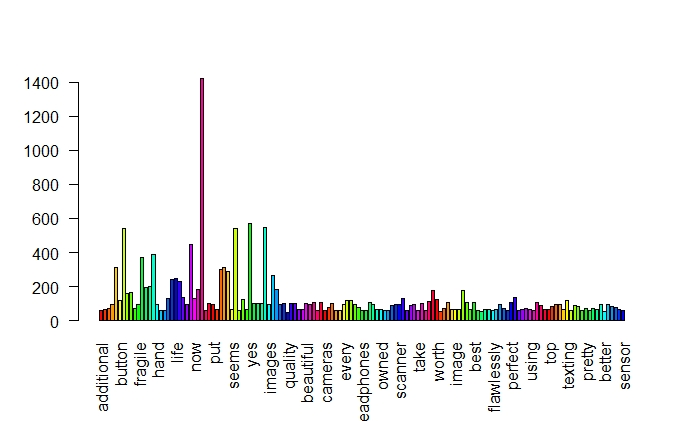 1400
1200
1000
800
600
400
200
0
additional
button
fragile
hand
life
now
put
seems
yes
images
quality
beautiful
cameras
every
eadphones
owned
scanner
take
worth
image
best
flawlessly
perfect
using
top
texting
pretty
better
sensor